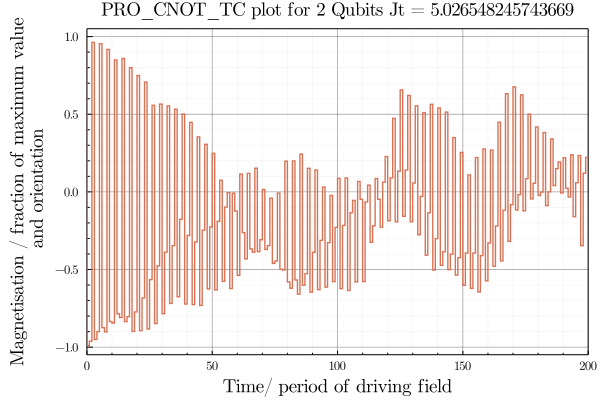 PRO_CNOT_TC plot for 2 Qubits Jt = 5.026548245743669
Magnetisation / fraction of maximum value
and orientation
1.0
0.5
0.0
−0.5
−1.0
0
50
100
150
200
Time/ period of driving field